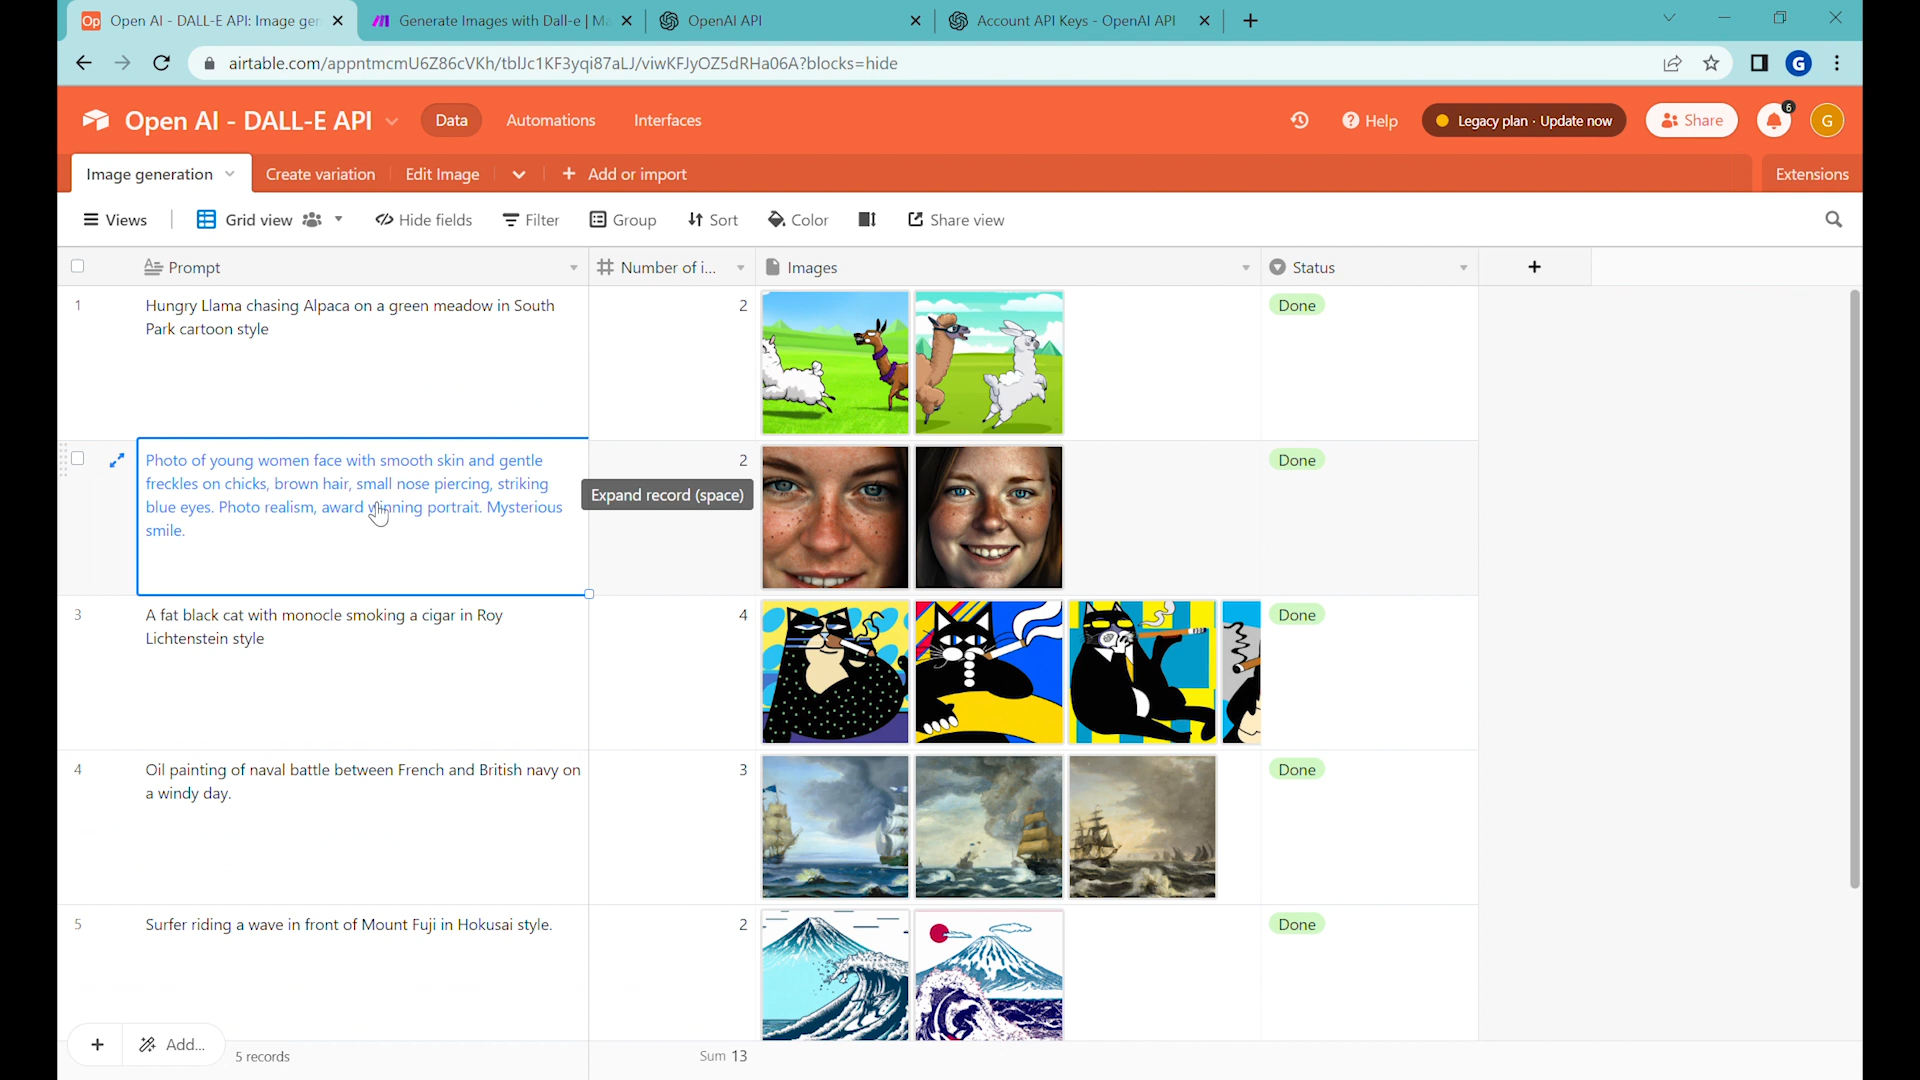 Open AI - DALL-E API: Image gen
Generate Images with Dall-e | Ma
OpenAI API
Account API Keys - OpenAI API
airtable.com/appntmcmU6Z86cVKh/tblJc1KF3yqi87aLJ/viwKFJyOZ5dRHa06A?blocks=hide
G
Open AI - DALL-E API
Data
Automations
Interfaces
Help
Legacy plan · Update now
Share
6
G
Image generation
Create variation
Edit Image
Add or import
Extensions
Views
Grid view
Hide fields
Filter
Group
Sort
Color
Share view
Prompt
Number of i...
Images
Status
1
Hungry Llama chasing Alpaca on a green meadow in South
Park cartoon style
2
Done
Photo of young women face with smooth skin and gentle
freckles on chicks, brown hair, small nose piercing, striking
blue eyes. Photo realism, award winning portrait. Mysterious
smile.
2
Expand record (space)
Done
3
A fat black cat with monocle smoking a cigar in Roy
Lichtenstein style
4
Done
4
Oil painting of naval battle between French and British navy on
a windy day.
3
Done
5
Surfer riding a wave in front of Mount Fuji in Hokusai style.
2
Done
Add...
5 records
Sum 13